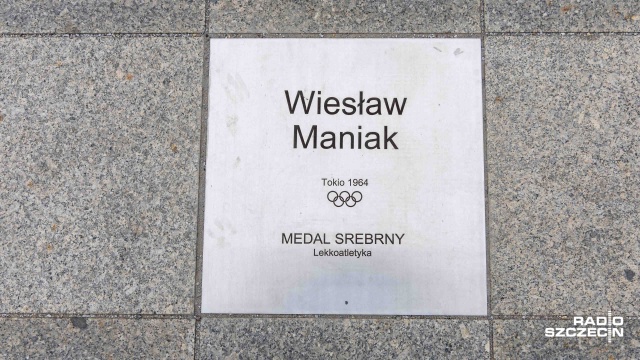 Wiesław
Maniak
Tokio 1964
MEDAL SREBRNY
Lekkoatletyka
RADIO
SZCZECIN